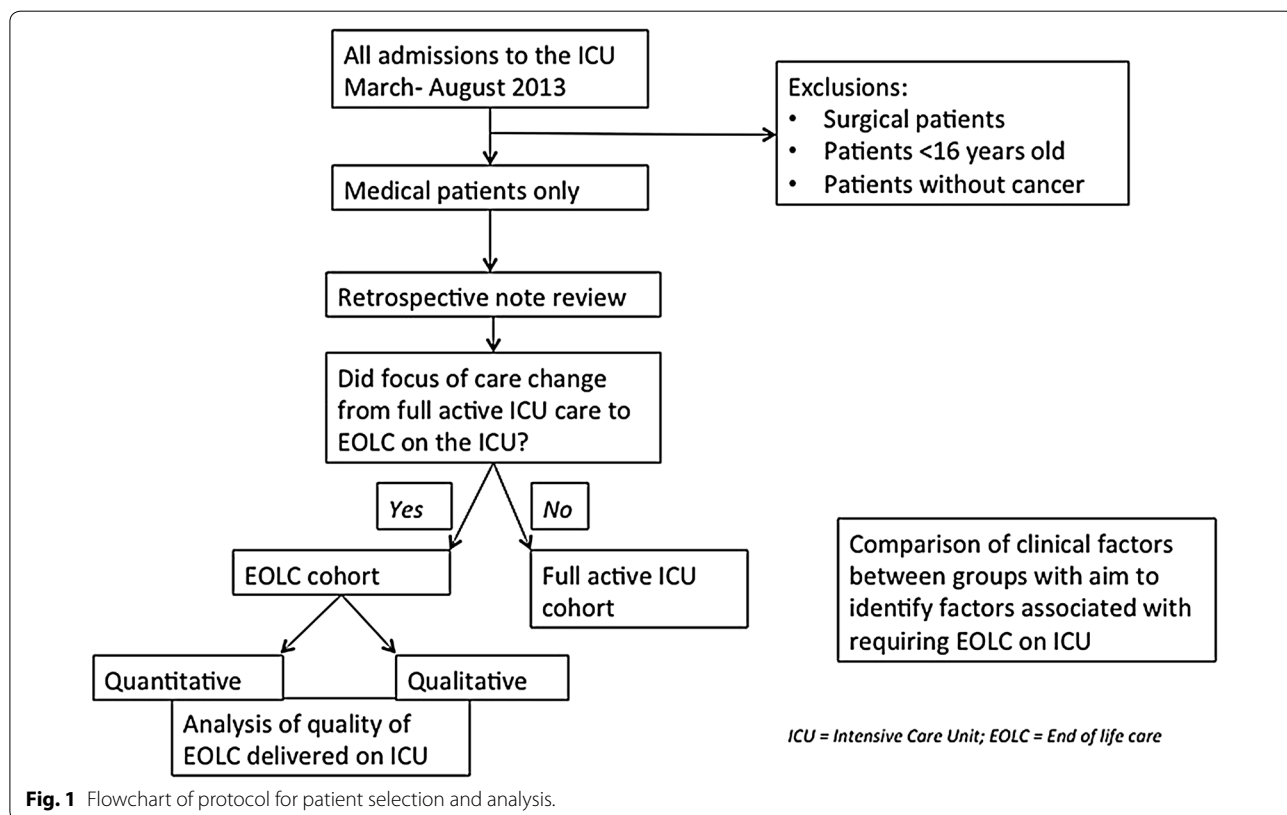 All admissions to the ICU
March- August 2013
Exclusions:
• Surgical patients
• Patients <16 years old
• Patients without cancer
Medical patients only
Retrospective note review
Did focus of care change
from full active ICU care to
EOLC on the ICU?
Yes
No
EOLC cohort
Full active ICU
cohort
Comparison of clinical factors
between groups with aim to
identify factors associated with
requiring EOLC on ICU
Quantitative
Qualitative
Analysis of quality of
EOLC delivered on ICU
ICU = Intensive Care Unit; EOLC = End of life care
Fig. 1 Flowchart of protocol for patient selection and analysis.